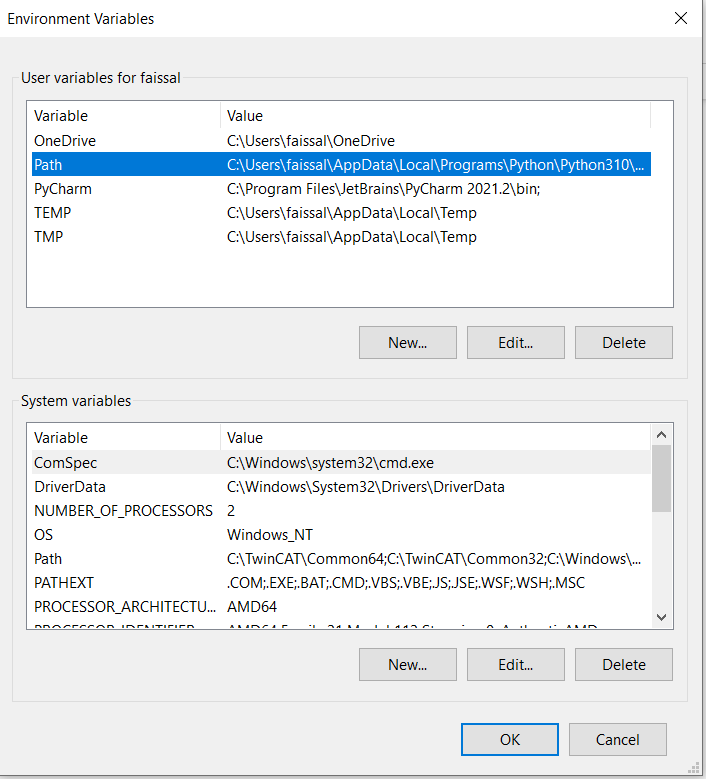 Environment Variables
User variables for faissal
Variable Value
OneDrive C:\Users\faissal\OneDrive
Path C:\Users\faissal\AppData\Local\Programs\Python\Python310\...
PyCharm C:\Program Files\JetBrains\PyCharm 2021.2\bin;
TEMP C:\Users\faissal\AppData\Local\Temp
TMP C:\Users\faissal\AppData\Local\Temp
New... Edit... Delete
System variables
Variable Value
ComSpec C:\Windows\system32\cmd.exe
DriverData C:\Windows\System32\Drivers\DriverData
NUMBER_OF_PROCESSORS 2
OS Windows_NT
Path C:\TwinCAT\Common64;C:\TwinCAT\Common32;C:\Windows\...
PATHEXT .COM;.EXE;.BAT;.CMD;.VBS;.VBE;.JS;.JSE;.WSF;.WSH;.MSC
PROCESSOR_ARCHITECTU... AMD64
New... Edit... Delete
OK Cancel